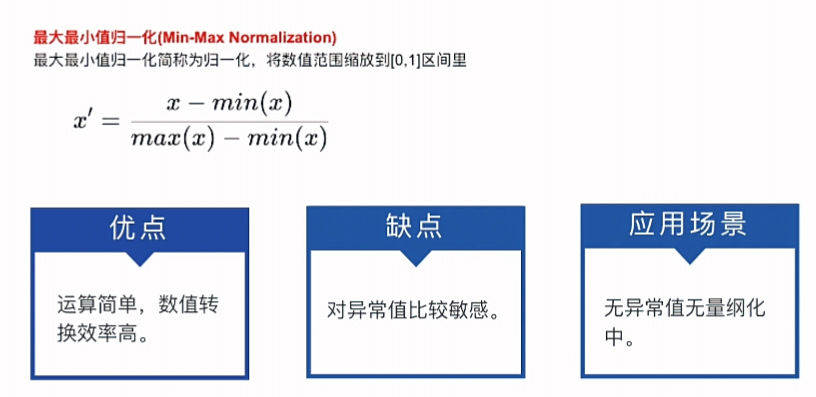 最大最小值归一化(Min-Max Normalization)
最大最小值归一化简称为归一化，将数值范围缩放到[0,1]区间里
x′ = (x − min(x)) / (max(x) − min(x))
优点
运算简单，数值转
换效率高。
缺点
对异常值比较敏感。
应用场景
无异常值无量纲化
中。